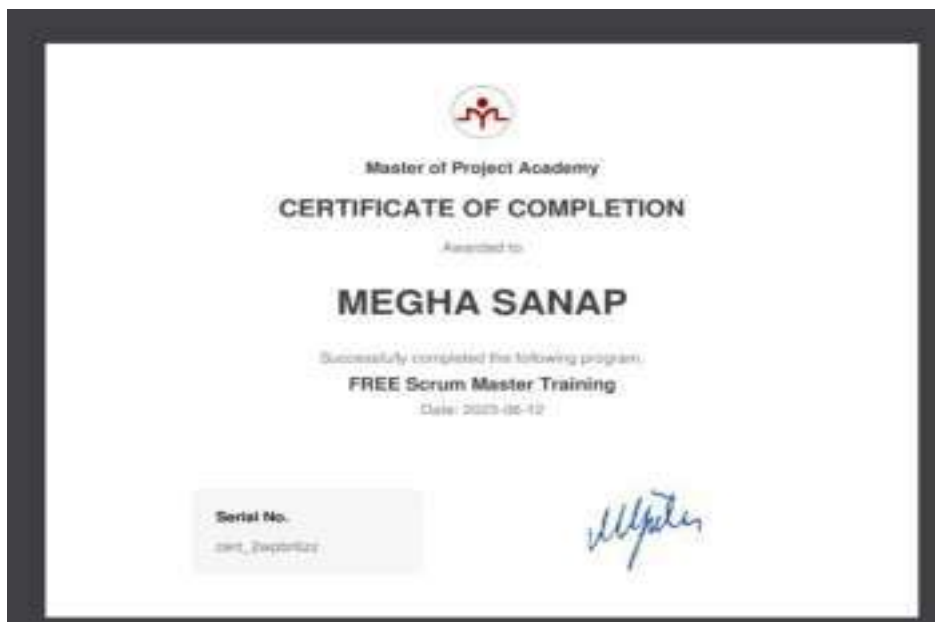 Master of Project Academy
CERTIFICATE OF COMPLETION
Awarded to
MEGHA SANAP
Successfully completed the following program:
FREE Scrum Master Training
Date:
Serial No.